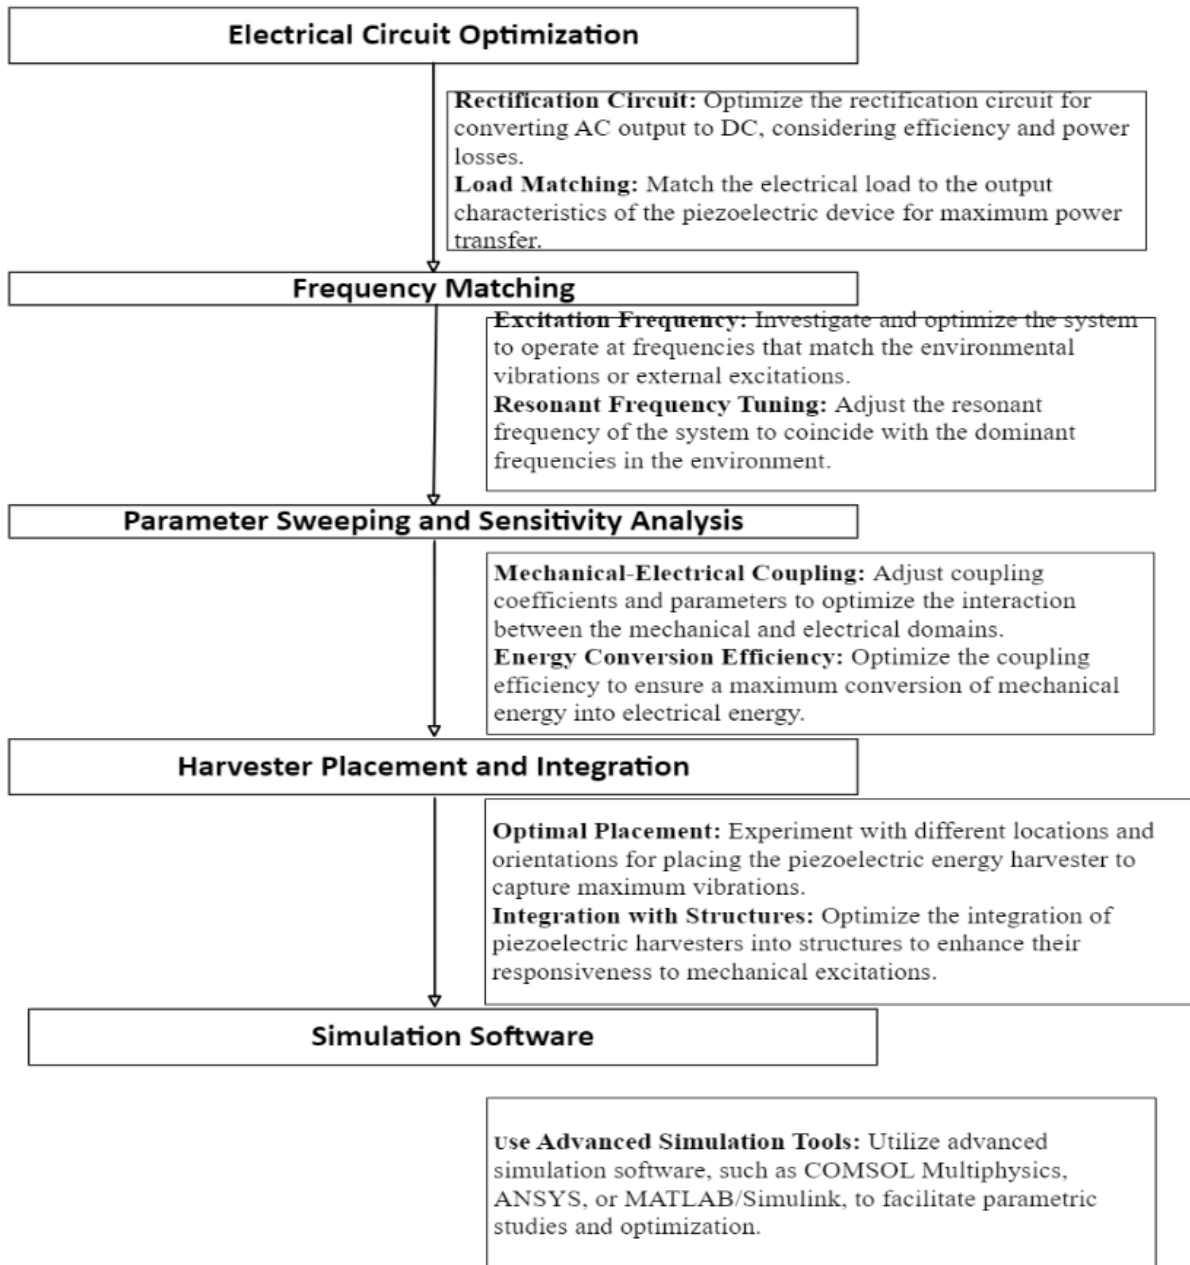 Electrical Circuit Optimization
Rectification Circuit: Optimize the rectification circuit for
converting AC output to DC, considering efficiency and power
losses.
Load Matching: Match the electrical load to the output
characteristics of the piezoelectric device for maximum power
transfer.
Frequency Matching
Excitation Frequency: Investigate and optimize the system
to operate at frequencies that match the environmental
vibrations or external excitations.
Resonant Frequency Tuning: Adjust the resonant
frequency of the system to coincide with the dominant
frequencies in the environment.
Parameter Sweeping and Sensitivity Analysis
Mechanical-Electrical Coupling: Adjust coupling
coefficients and parameters to optimize the interaction
between the mechanical and electrical domains.
Energy Conversion Efficiency: Optimize the coupling
efficiency to ensure a maximum conversion of mechanical
energy into electrical energy.
Harvester Placement and Integration
Optimal Placement: Experiment with different locations and
orientations for placing the piezoelectric energy harvester to
capture maximum vibrations.
Integration with Structures: Optimize the integration of
piezoelectric harvesters into structures to enhance their
responsiveness to mechanical excitations.
Simulation Software
Use Advanced Simulation Tools: Utilize advanced
simulation software, such as COMSOL Multiphysics,
ANSYS, or MATLAB/Simulink, to facilitate parametric
studies and optimization.